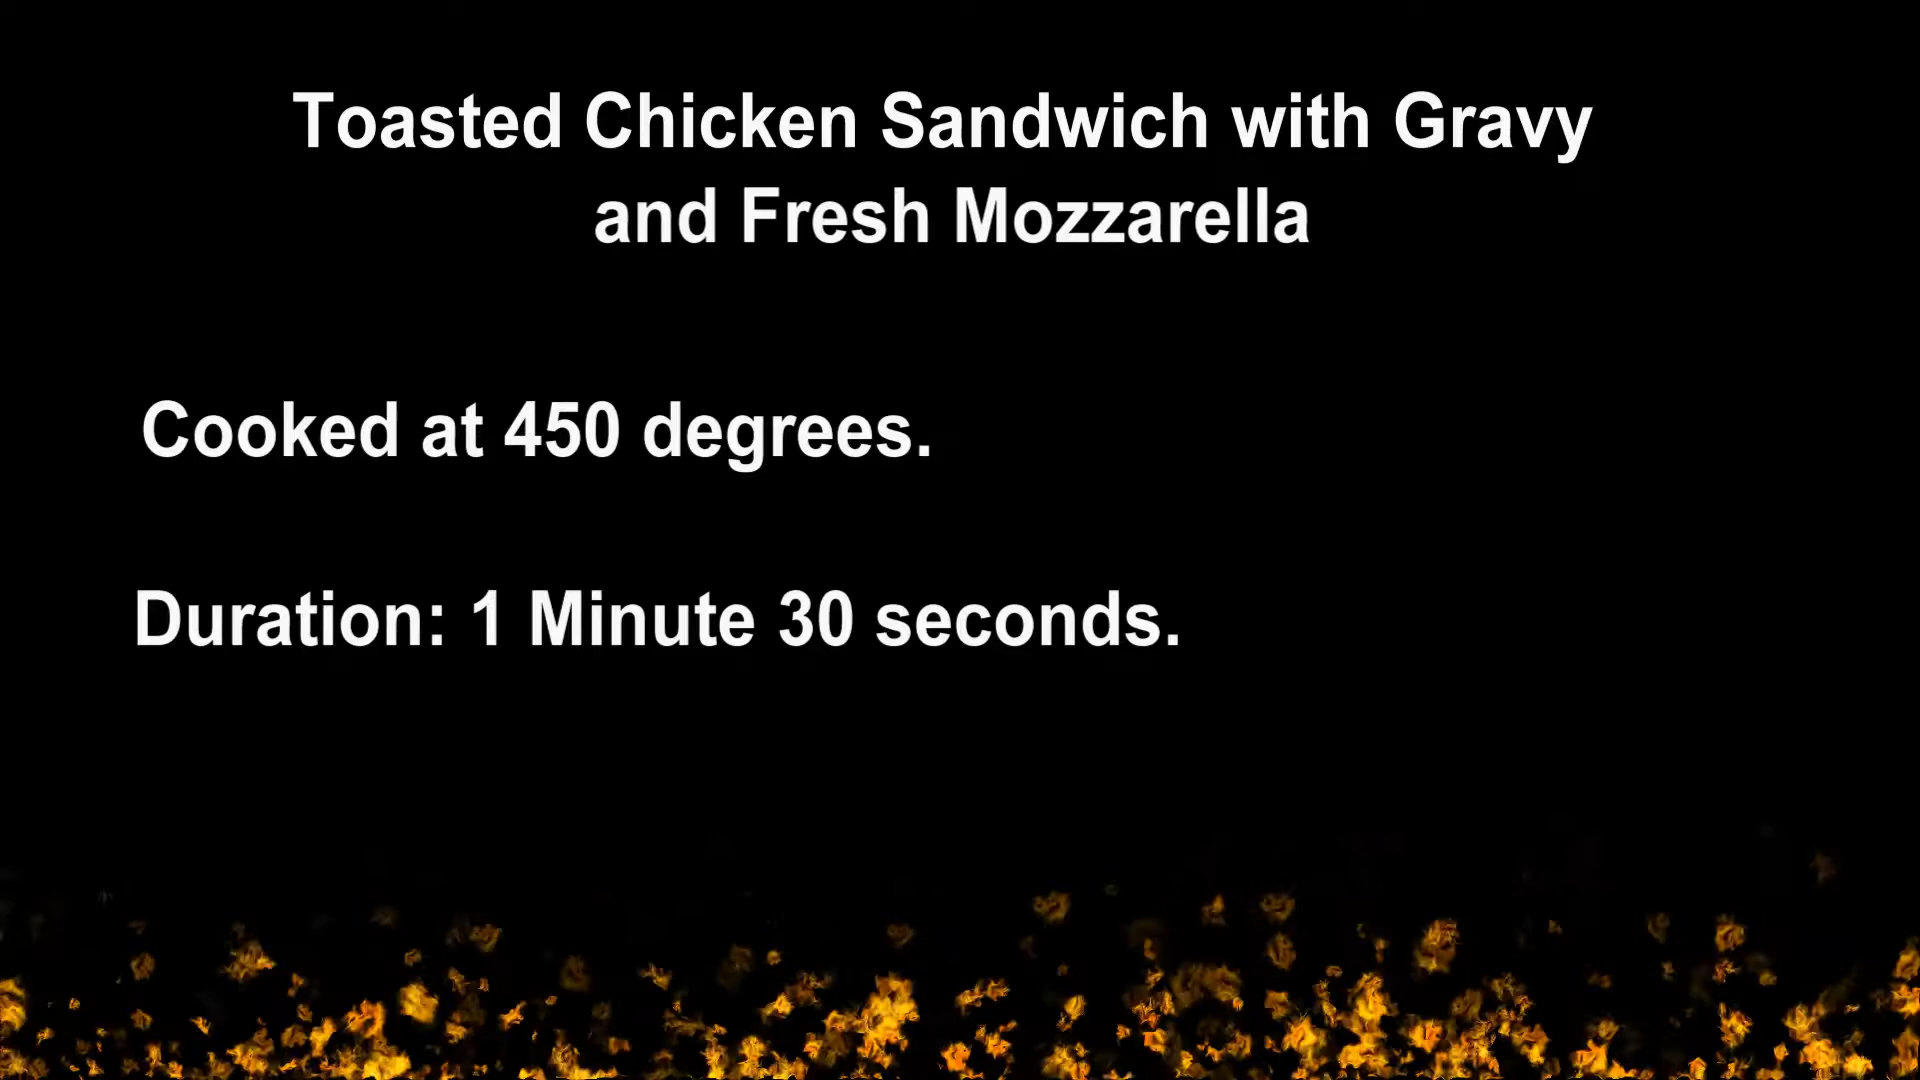 Toasted Chicken Sandwich with Gravy
and Fresh Mozzarella
Cooked at 450 degrees.
Duration: 1 Minute 30 seconds.